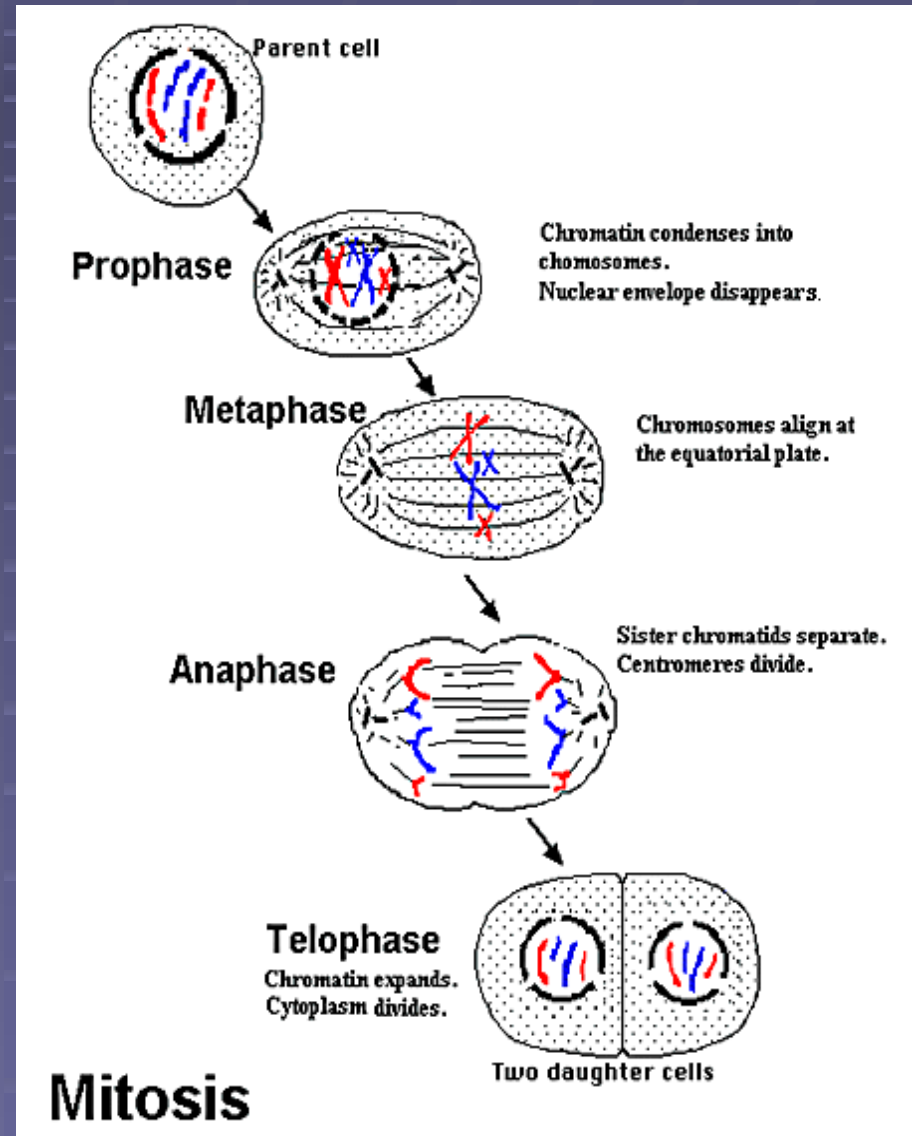 Parent cell
Prophase
Chromatin condenses into
chomosomes.
Nuclear envelope disappears.
Metaphase
Chromosomes align at
the equatorial plate.
Anaphase
Sister chromatids separate.
Centromeres divide.
Telophase
Chromatin expands.
Cytoplasm divides.
Two daughter cells
Mitosis